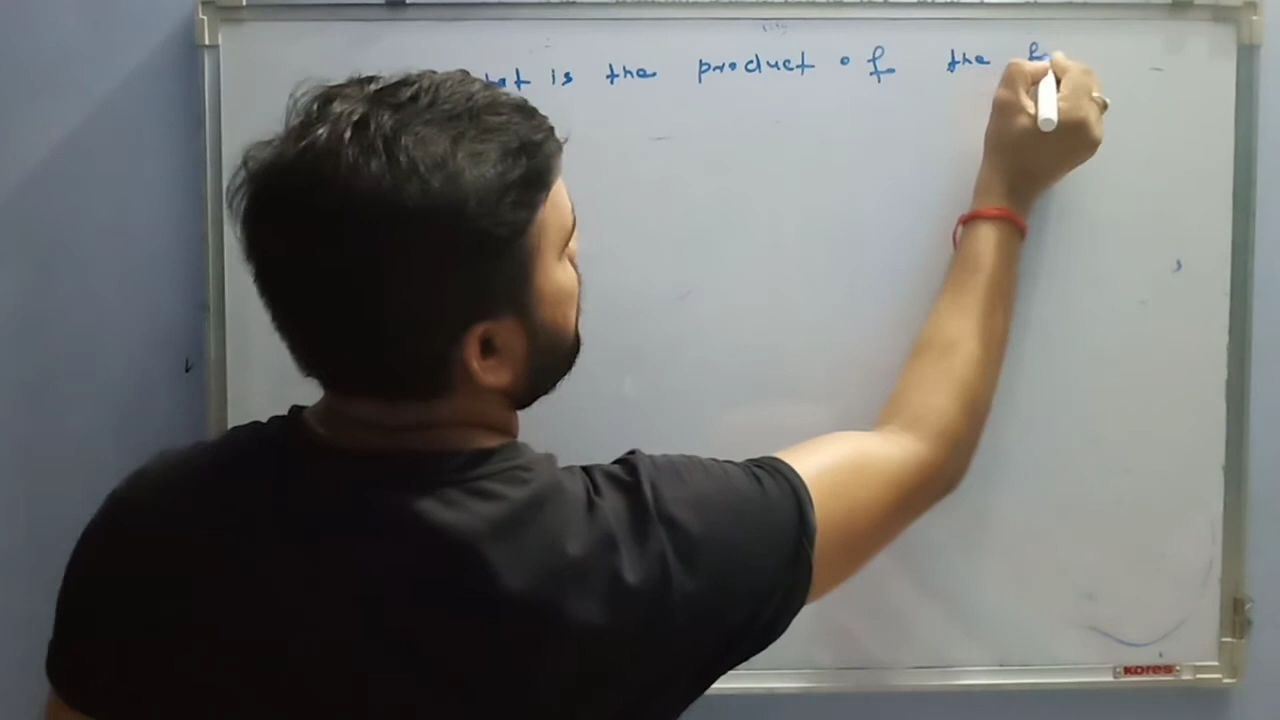 is the product of the
KORES